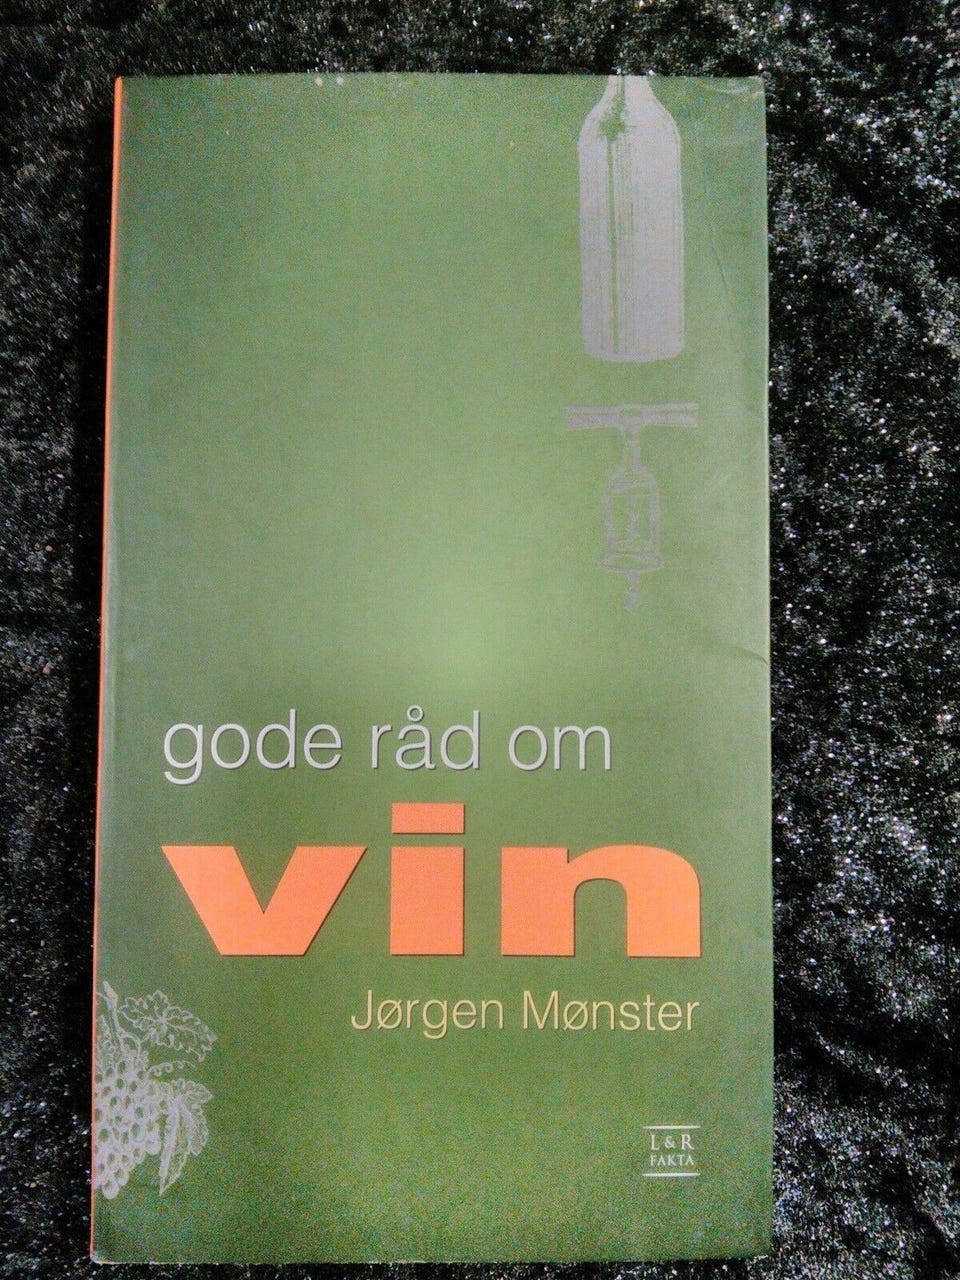 gode råd om
vin
Jørgen Mønster
L & R
FAKTA